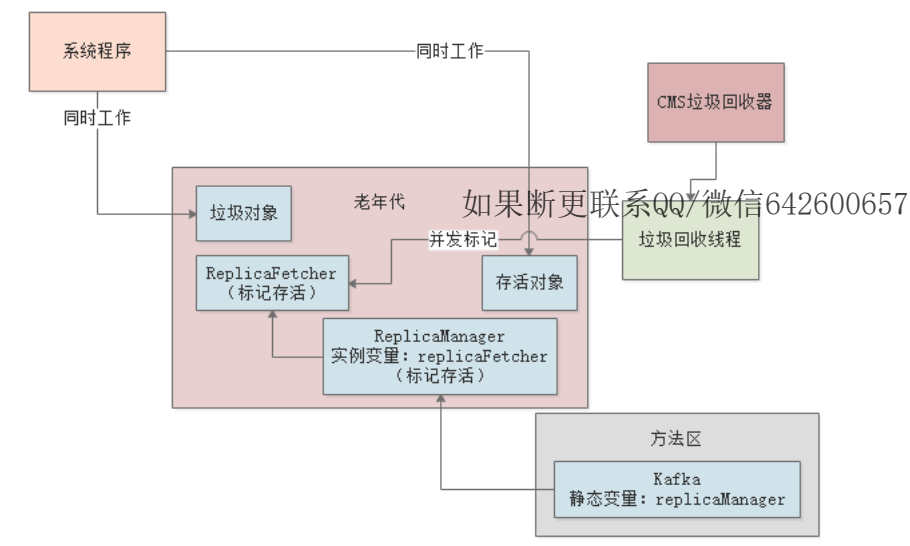 系统程序
同时工作
同时工作
CMS垃圾回收器
老年代
如果断更联系QQ/微信642600657
垃圾对象
垃圾回收线程
并发标记
ReplicaFetcher
（标记存活）
存活对象
ReplicaManager
实例变量：replicaFetcher
（标记存活）
方法区
Kafka
静态变量：replicaManager